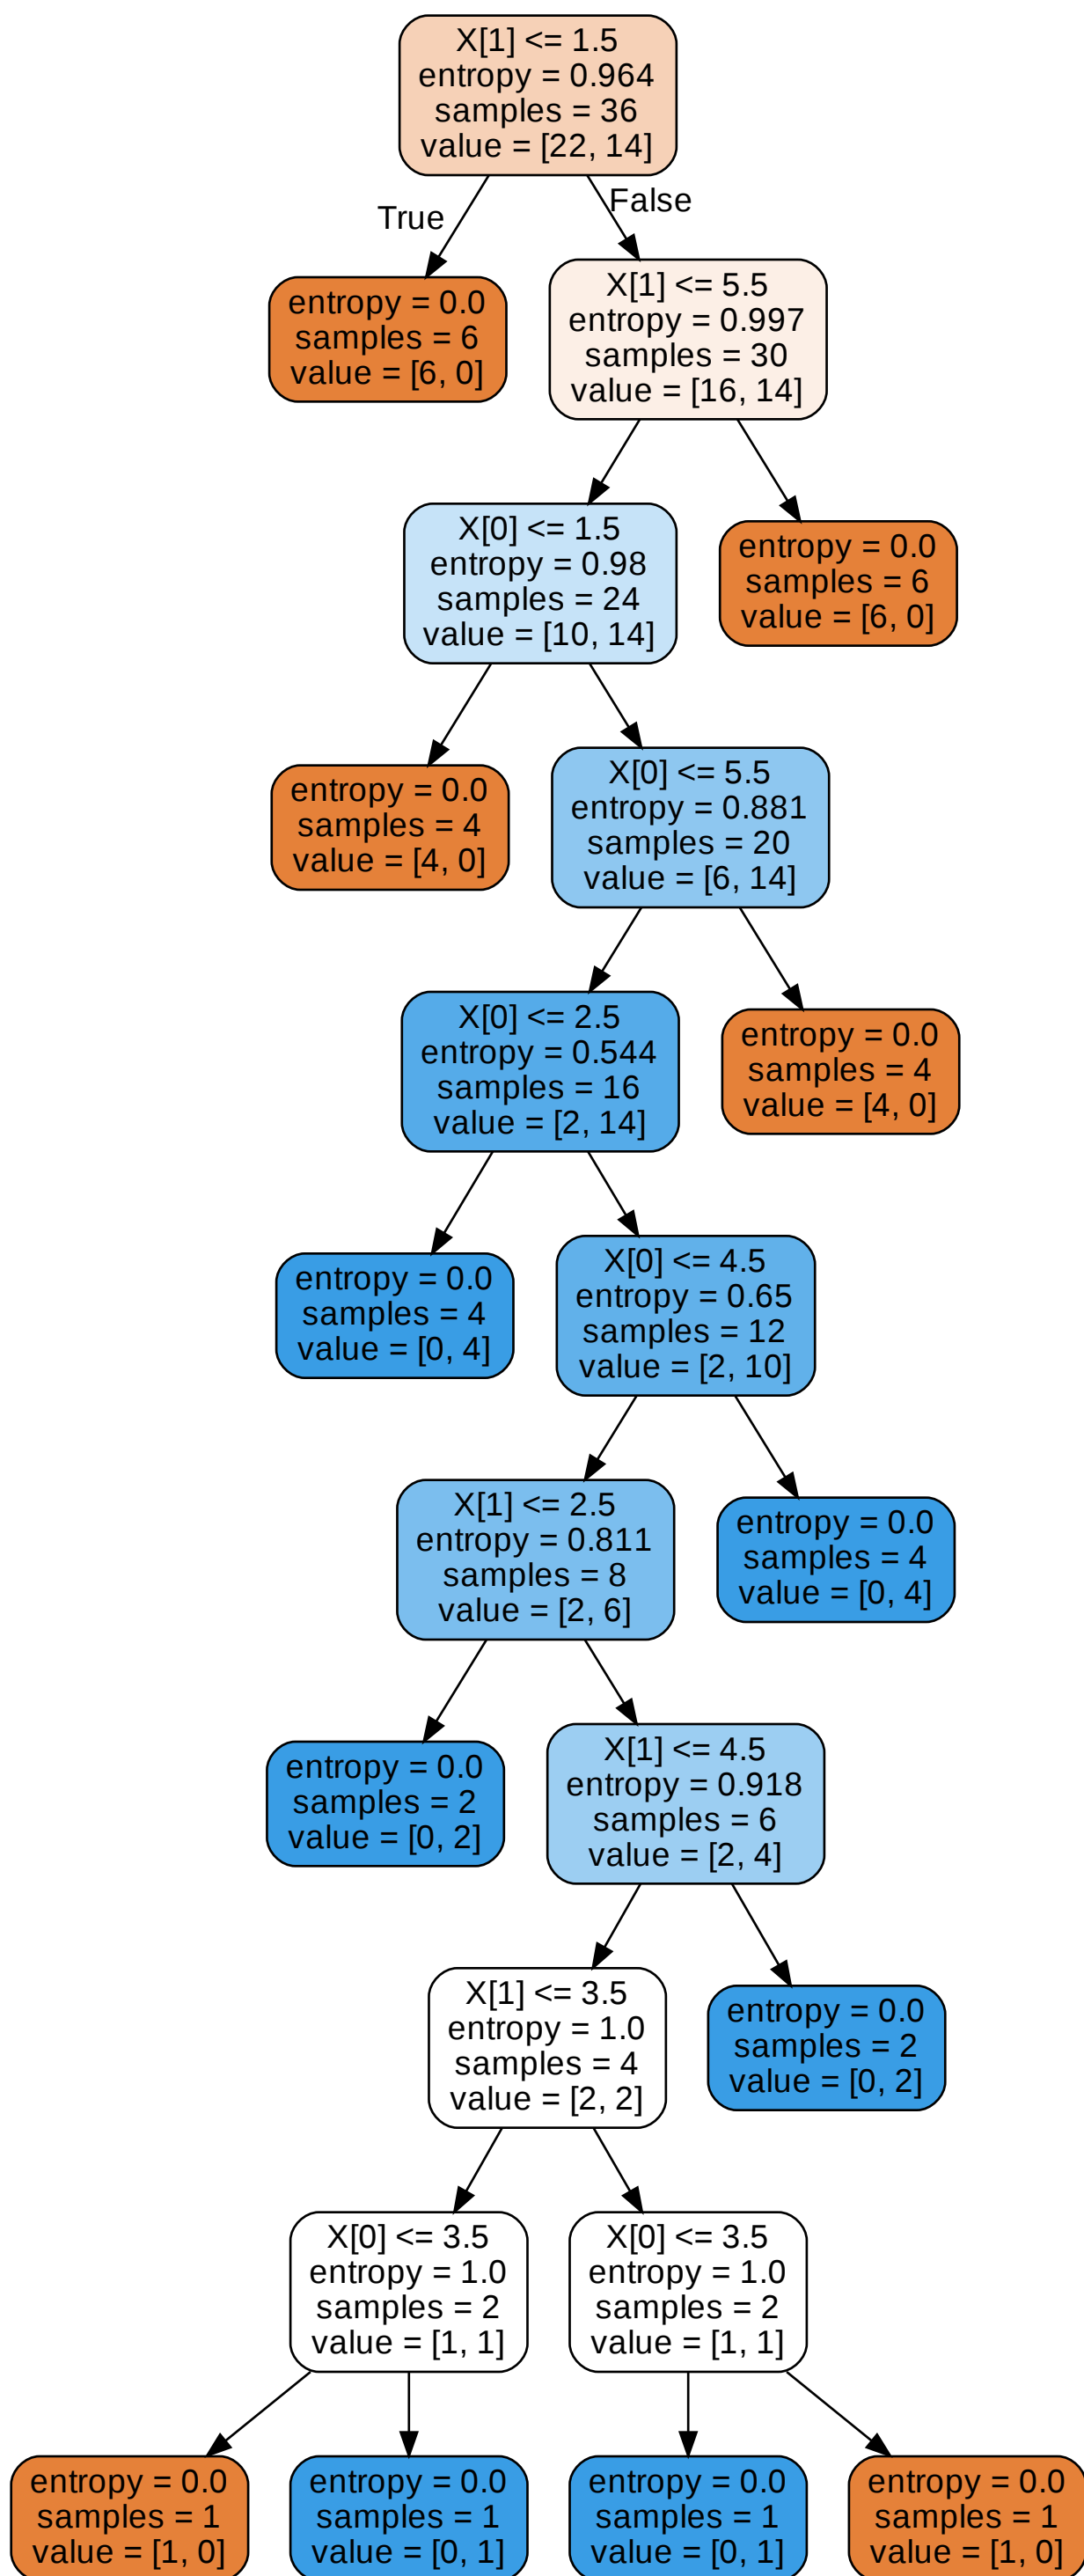 X[1] <= 1.5
entropy = 0.964
samples = 36
value = [22, 14]
True
False
entropy = 0.0
samples = 6
value = [6, 0]
X[1] <= 5.5
entropy = 0.997
samples = 30
value = [16, 14]
X[0] <= 1.5
entropy = 0.98
samples = 24
value = [10, 14]
entropy = 0.0
samples = 6
value = [6, 0]
entropy = 0.0
samples = 4
value = [4, 0]
X[0] <= 5.5
entropy = 0.881
samples = 20
value = [6, 14]
X[0] <= 2.5
entropy = 0.544
samples = 16
value = [2, 14]
entropy = 0.0
samples = 4
value = [4, 0]
entropy = 0.0
samples = 4
value = [0, 4]
X[0] <= 4.5
entropy = 0.65
samples = 12
value = [2, 10]
X[1] <= 2.5
entropy = 0.811
samples = 8
value = [2, 6]
entropy = 0.0
samples = 4
value = [0, 4]
entropy = 0.0
samples = 2
value = [0, 2]
X[1] <= 4.5
entropy = 0.918
samples = 6
value = [2, 4]
X[1] <= 3.5
entropy = 1.0
samples = 4
value = [2, 2]
entropy = 0.0
samples = 2
value = [0, 2]
X[0] <= 3.5
entropy = 1.0
samples = 2
value = [1, 1]
X[0] <= 3.5
entropy = 1.0
samples = 2
value = [1, 1]
entropy = 0.0
samples = 1
value = [1, 0]
entropy = 0.0
samples = 1
value = [0, 1]
entropy = 0.0
samples = 1
value = [0, 1]
entropy = 0.0
samples = 1
value = [1, 0]